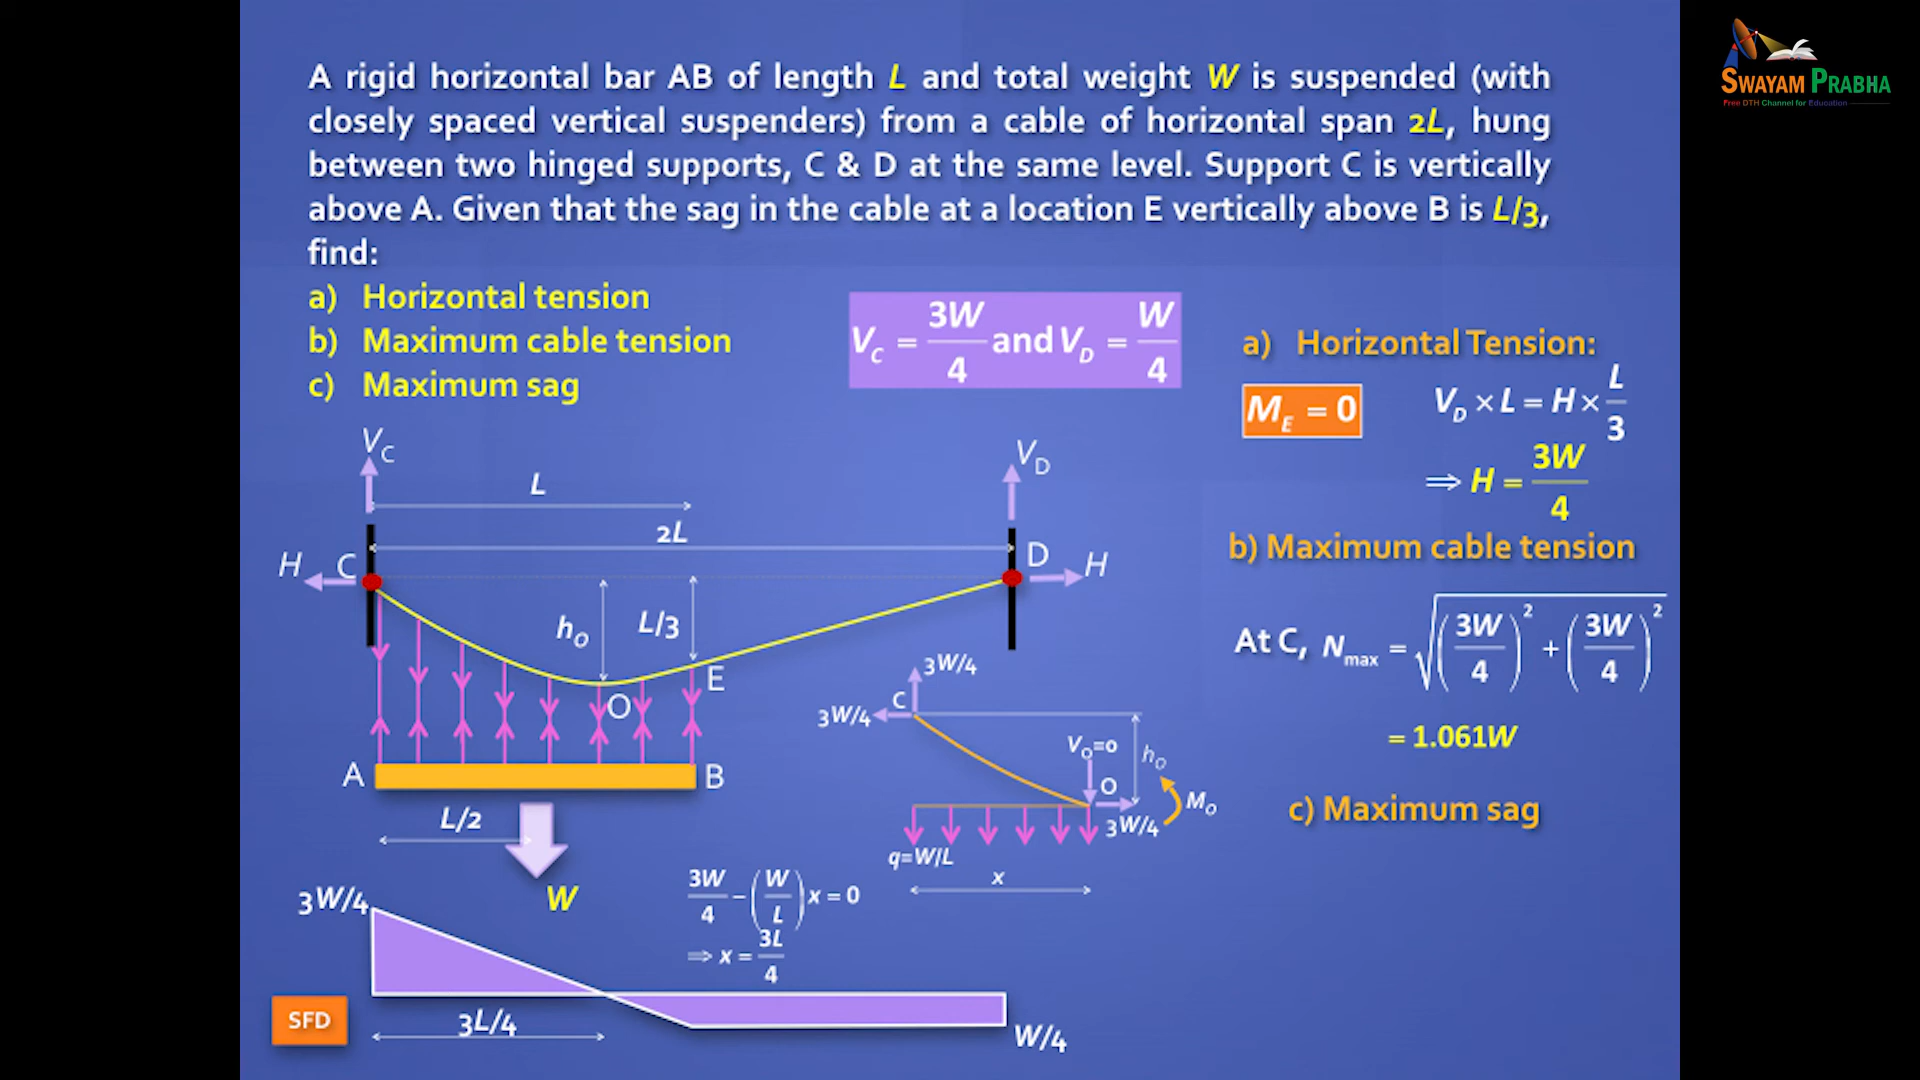 SWAYAM PRABHA
Free DTH Channel for Education
A rigid horizontal bar AB of length L and total weight W is suspended (with
closely spaced vertical suspenders) from a cable of horizontal span 2L, hung
between two hinged supports, C & D at the same level. Support C is vertically
above A. Given that the sag in the cable at a location E vertically above B is L/3,
find:
a) Horizontal tension
b) Maximum cable tension
c) Maximum sag
V_C = 3W/4 and V_D = W/4
a) Horizontal Tension:
M_E = 0
V_D × L = H × L/3
⇒ H = 3W/4
b) Maximum cable tension
At C, N_max = √((3W/4)² + (3W/4)²)
= 1.061W
c) Maximum sag
V_C
V_D
L
2L
H
C
D
H
h_O
L/3
O
E
A
B
L/2
W
3W/4
C
3W/4
V_O=0
h_O
O
M_O
3W/4
q=W/L
x
3W/4 − (W/L)x = 0
⇒ x = 3L/4
3W/4
3L/4
W/4
SFD